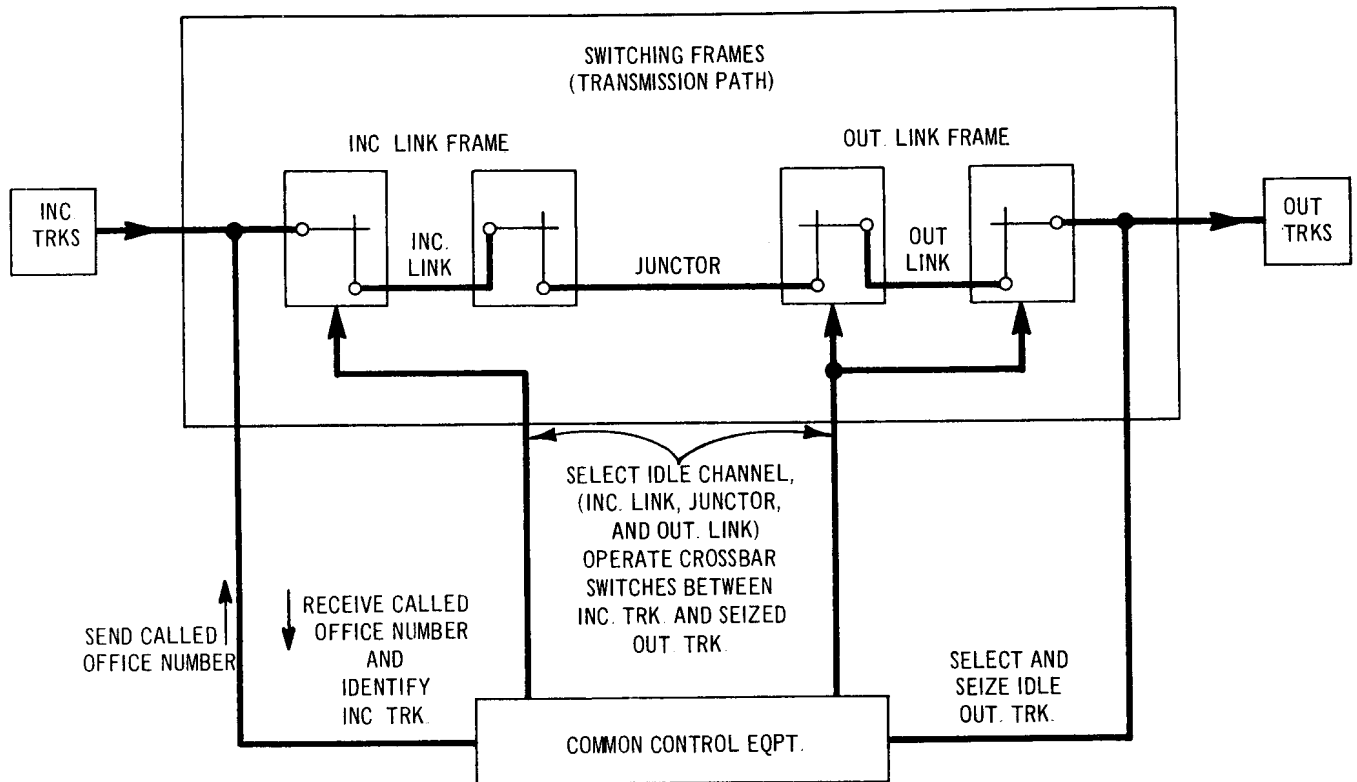 SWITCHING FRAMES
(TRANSMISSION PATH)
INC LINK FRAME
OUT. LINK FRAME
INC.
TRKS
INC.
LINK
JUNCTOR
OUT
LINK
OUT
TRKS
SELECT IDLE CHANNEL,
(INC. LINK, JUNCTOR,
AND OUT. LINK)
OPERATE CROSSBAR
SWITCHES BETWEEN
INC. TRK. AND SEIZED
OUT. TRK.
SEND CALLED
OFFICE NUMBER
RECEIVE CALLED
OFFICE NUMBER
AND
IDENTIFY
INC TRK.
SELECT AND
SEIZE IDLE
OUT. TRK.
COMMON CONTROL EQPT.